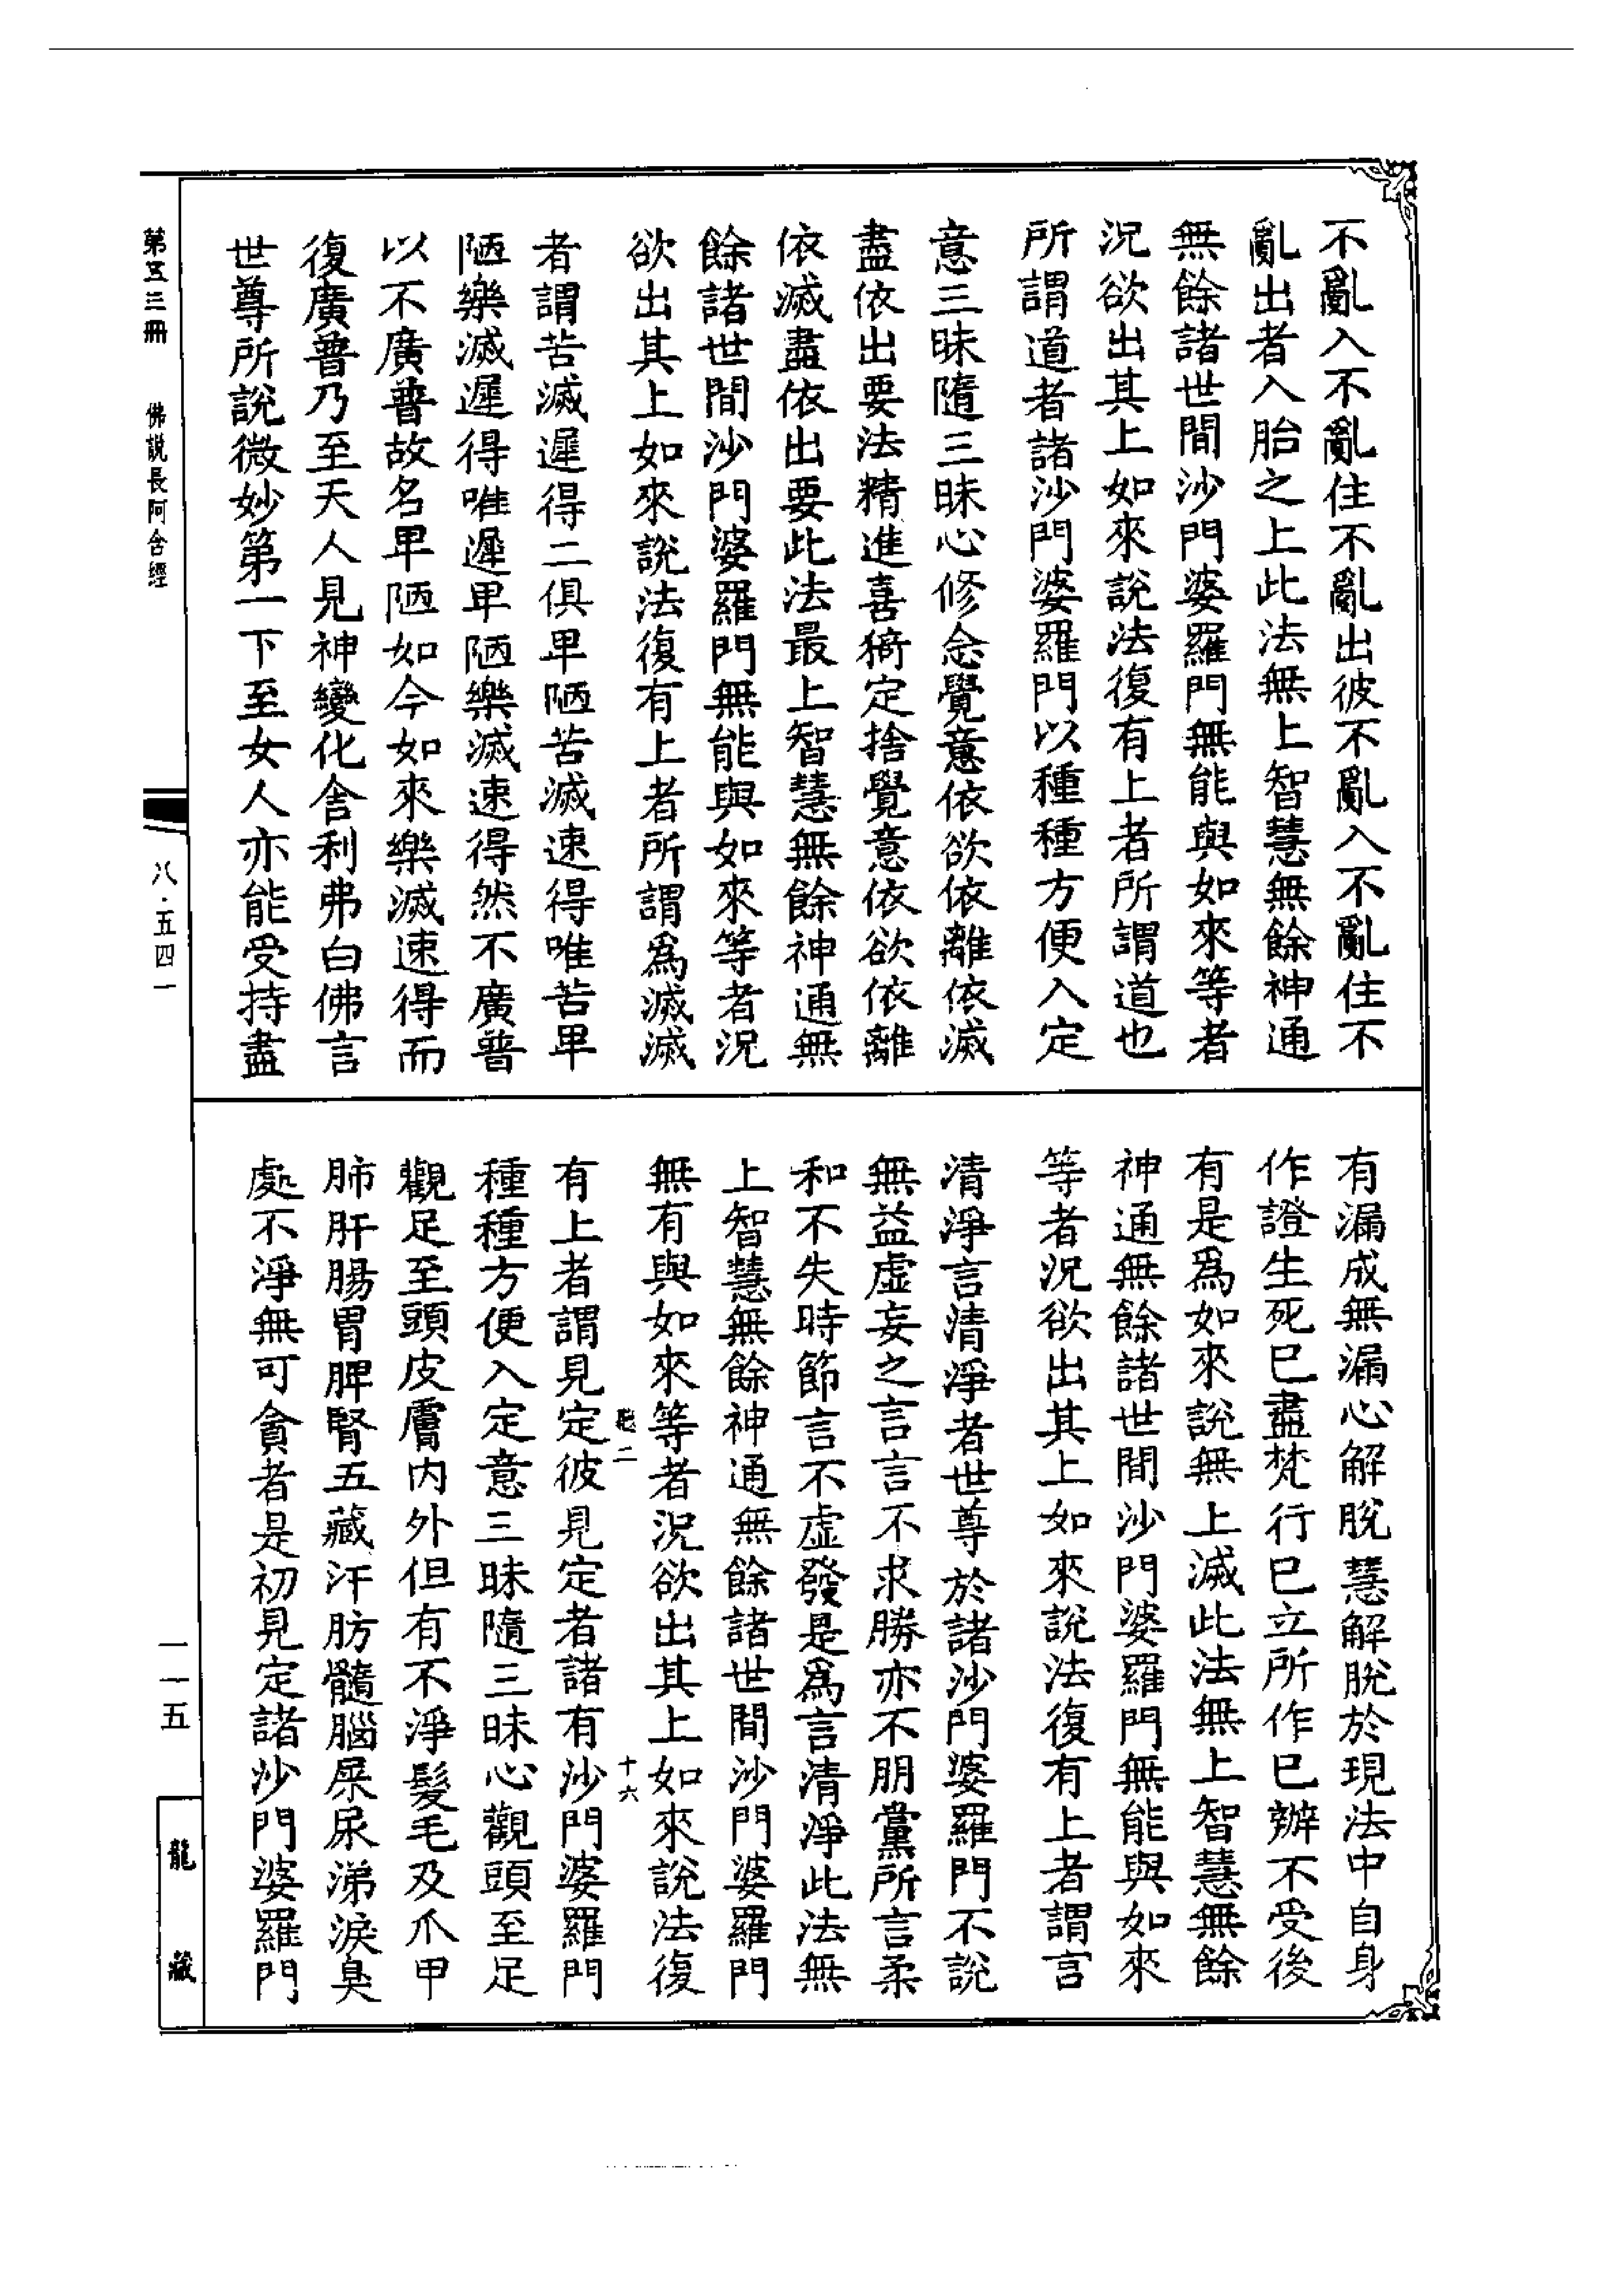 不亂入不亂住不亂出彼不亂入不亂住不
亂出者入胎之上此法無上智慧無餘神通
無餘諸世間沙門婆羅門無能與如來等者
況欲出其上如來說法復有上者所謂道也
所謂道者諸沙門婆羅門以種種方便入定
意三昧隨三昧心修念覺意依欲依離依滅
盡依出要法精進喜猗定捨覺意依欲依離
依滅盡依出要此法最上智慧無餘神通無
餘諸世間沙門婆羅門無能與如來等者況
欲出其上如來說法復有上者所謂爲滅滅
者謂苦滅遲得二俱卑陋苦滅速得唯苦卑
陋樂滅遲得唯遲卑陋樂滅速得然不廣普
以不廣普故名卑陋如今如來樂滅速得而
復廣普乃至天人見神變化舍利弗白佛言
世尊所說微妙第一下至女人亦能受持盡
有漏成無漏心解脫慧解脫於現法中自身
作證生死已盡梵行已立所作已辦不受後
有是爲如來說無上滅此法無上智慧無餘
神通無餘諸世間沙門婆羅門無能與如來
等者況欲出其上如來說法復有上者謂言
清淨言清淨者世尊於諸沙門婆羅門不說
無益虛妄之言言不求勝亦不朋黨所言柔
和不失時節言不虛發是爲言清淨此法無
上智慧無餘神通無餘諸世間沙門婆羅門
無有與如來等者況欲出其上如來說法復
二 十六
有上者謂見定彼見定者諸有沙門婆羅門
種種方便入定意三昧隨三昧心觀頭至足
觀足至頭皮膚內外但有不淨髮毛及爪甲
肺肝腸胃脾腎五藏汗肪髓腦屎尿涕淚臭
處不淨無可貪者是初見定諸沙門婆羅門
第五三冊 佛說長阿含經
八·五四一
一一五
龍藏